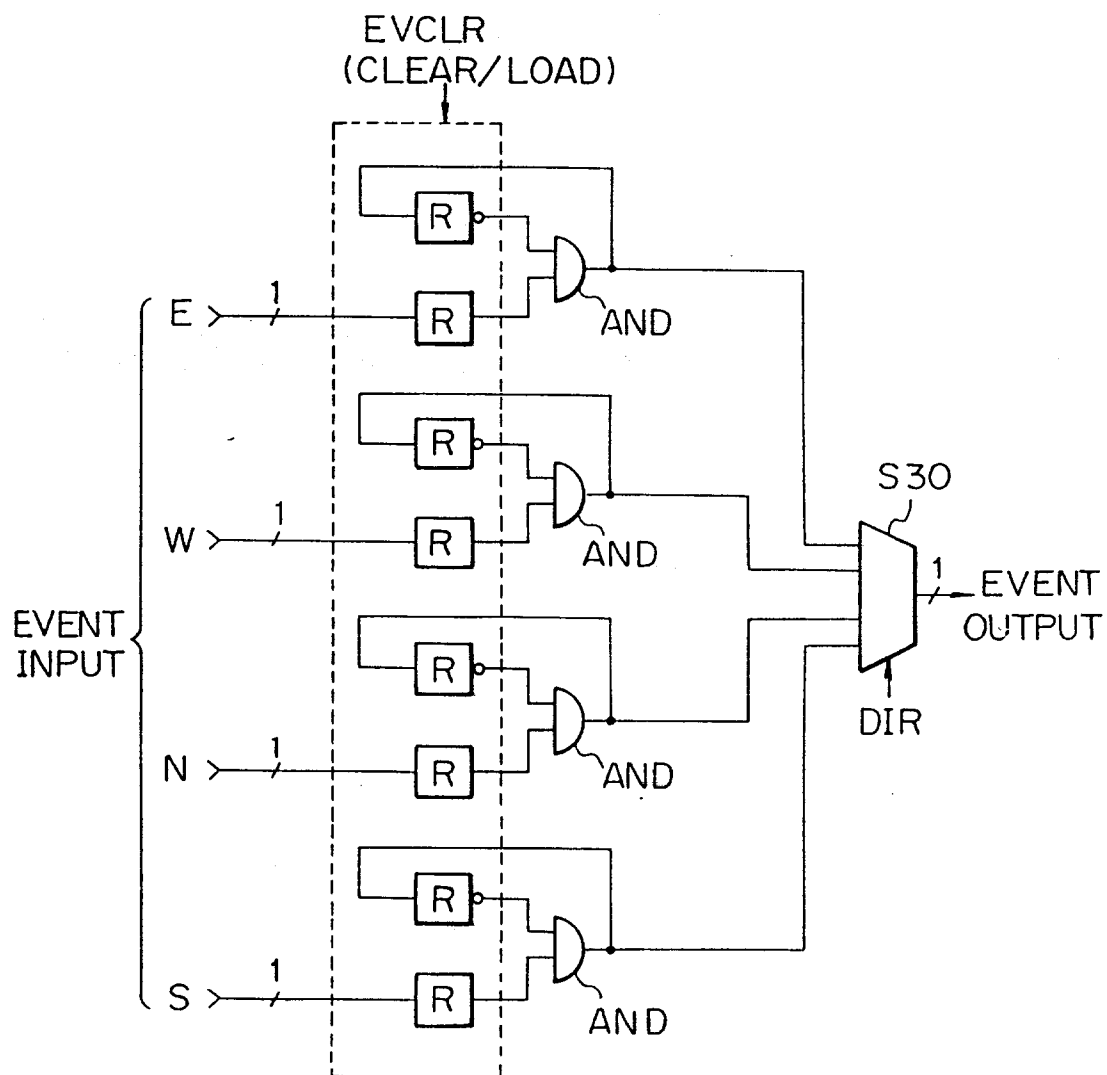 EVCLR
(CLEAR/LOAD)
R
E
1
R
AND
R
W
1
R
AND
S30
1
EVENT
OUTPUT
DIR
EVENT
INPUT
R
N
1
R
AND
R
S
1
R
AND